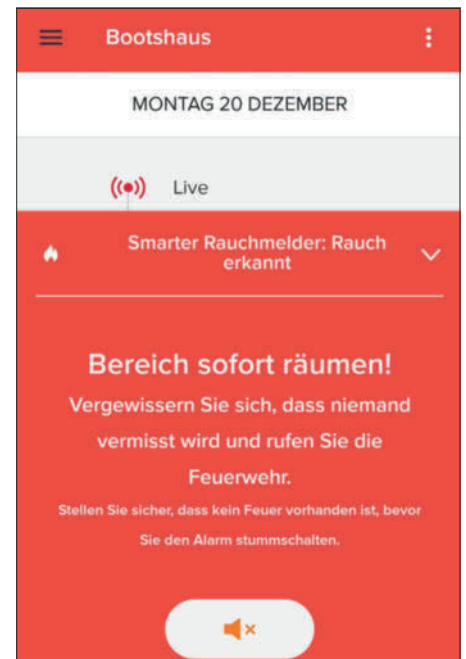 Bootshaus
MONTAG 20 DEZEMBER
Live
Smarter Rauchmelder: Rauch
erkannt
Bereich sofort räumen!
Vergewissern Sie sich, dass niemand
vermisst wird und rufen Sie die
Feuerwehr.
Stellen Sie sicher, dass kein Feuer vorhanden ist, bevor
Sie den Alarm stummschalten.